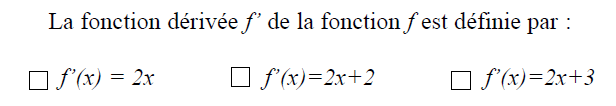 La fonction dérivée f’ de la fonction f est définie par :
☐ f’(x) = 2x ☐ f’(x)=2x+2 ☐ f’(x)=2x+3